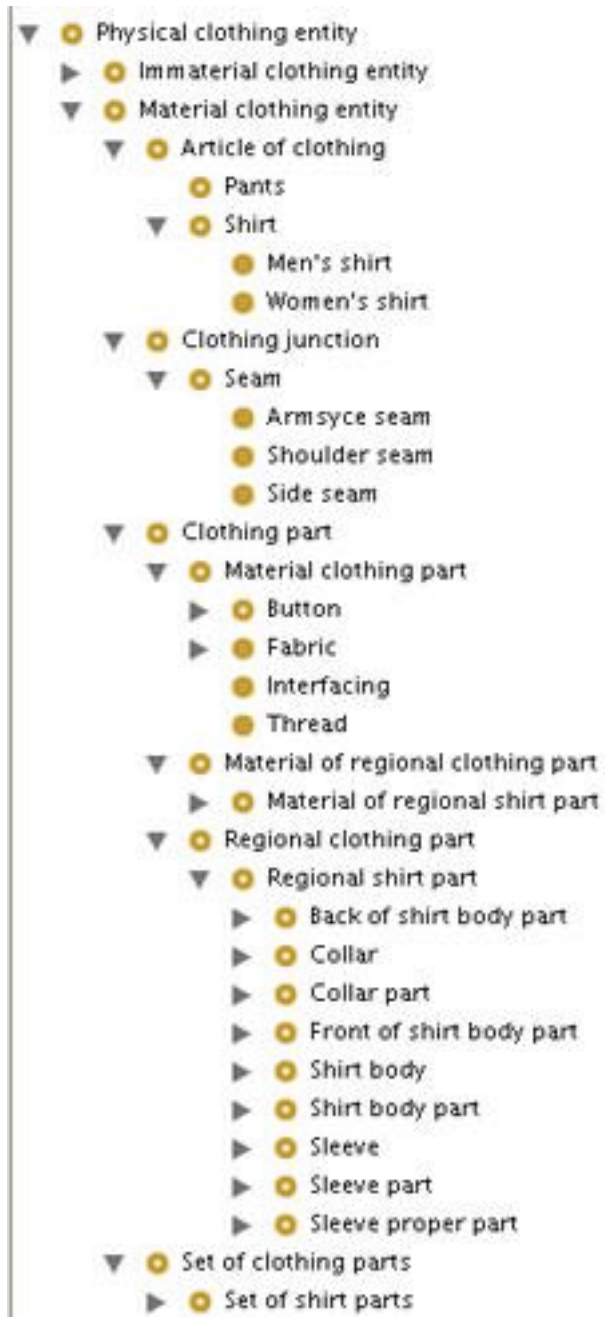 Physical clothing entity
Immaterial clothing entity
Material clothing entity
Article of clothing
Pants
Shirt
Men's shirt
Women's shirt
Clothing junction
Seam
Armsyce seam
Shoulder seam
Side seam
Clothing part
Material clothing part
Button
Fabric
Interfacing
Thread
Material of regional clothing part
Material of regional shirt part
Regional clothing part
Regional shirt part
Back of shirt body part
Collar
Collar part
Front of shirt body part
Shirt body
Shirt body part
Sleeve
Sleeve part
Sleeve proper part
Set of clothing parts
Set of shirt parts